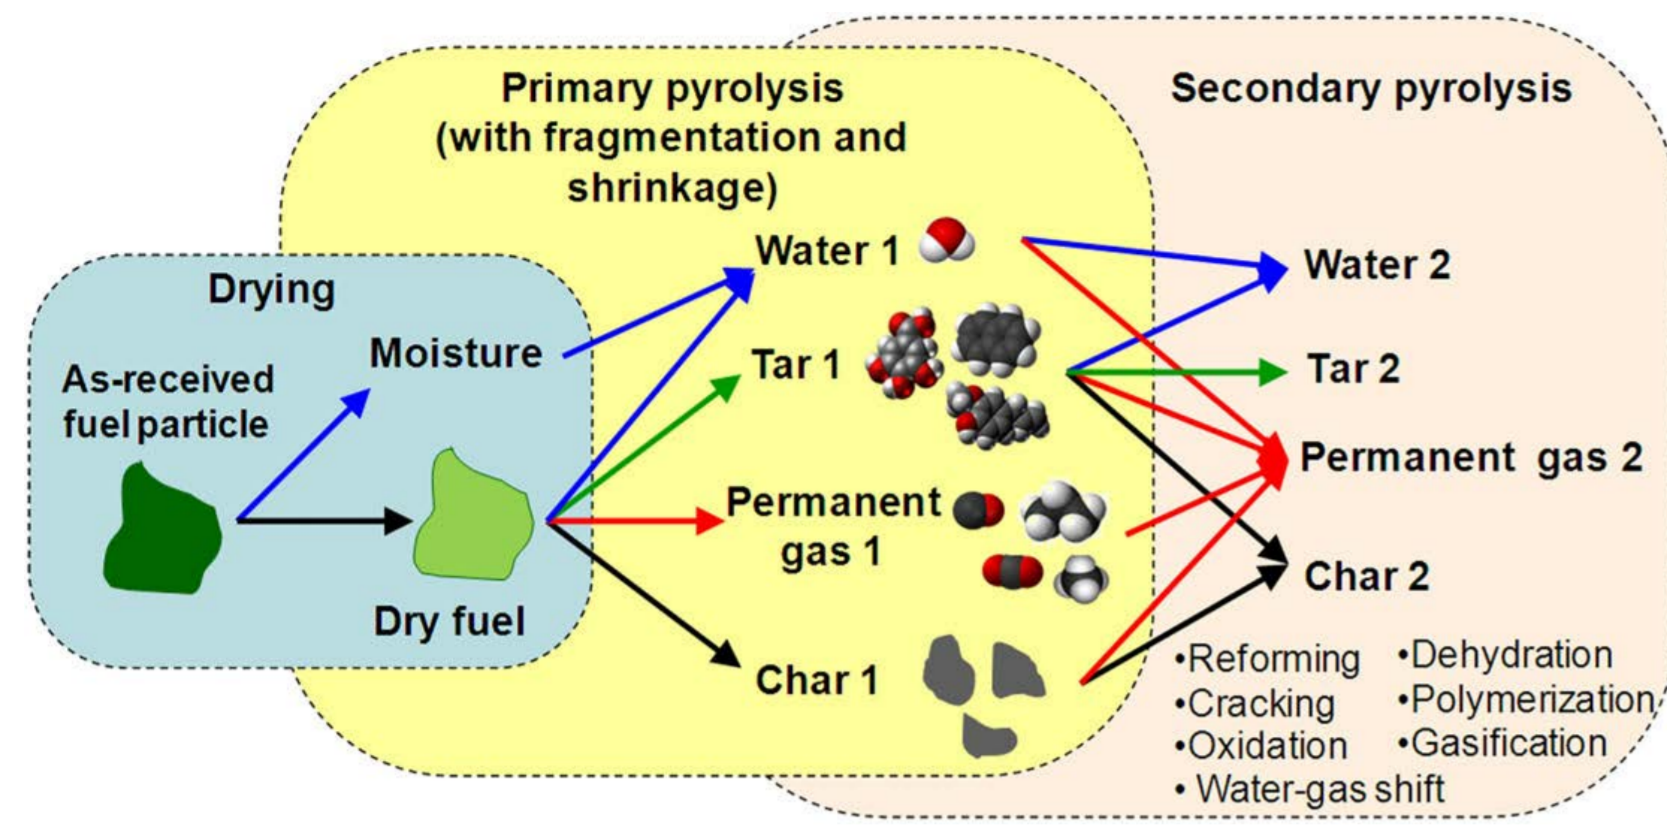 Drying
As-received
fuel particle
Moisture
Dry fuel
Primary pyrolysis
(with fragmentation and
shrinkage)
Water 1
Tar 1
Permanent
gas 1
Char 1
Secondary pyrolysis
Water 2
Tar 2
Permanent gas 2
Char 2
•Reforming
•Cracking
•Oxidation
• Water-gas shift
•Dehydration
•Polymerization
•Gasification